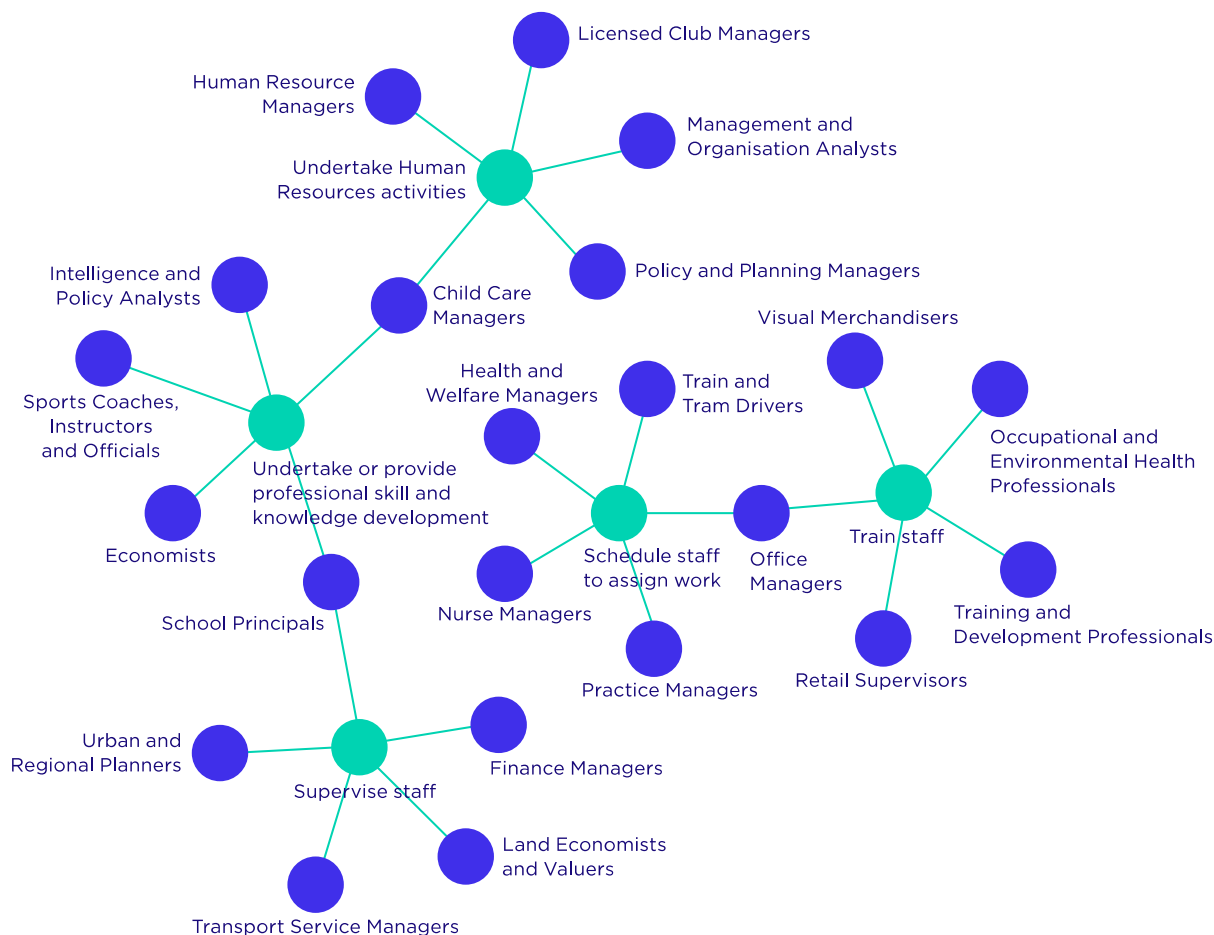 Licensed Club Managers
Human Resource
Managers
Management and
Organisation Analysts
Undertake Human
Resources activities
Intelligence and
Policy Analysts
Policy and Planning Managers
Child Care
Managers
Visual Merchandisers
Health and
Welfare Managers
Train and
Tram Drivers
Sports Coaches,
Instructors
and Officials
Occupational and
Environmental Health
Professionals
Undertake or provide
professional skill and
knowledge development
Economists
Schedule staff
to assign work
Office
Managers
Train staff
Nurse Managers
School Principals
Training and
Development Professionals
Practice Managers
Retail Supervisors
Urban and
Regional Planners
Finance Managers
Supervise staff
Land Economists
and Valuers
Transport Service Managers